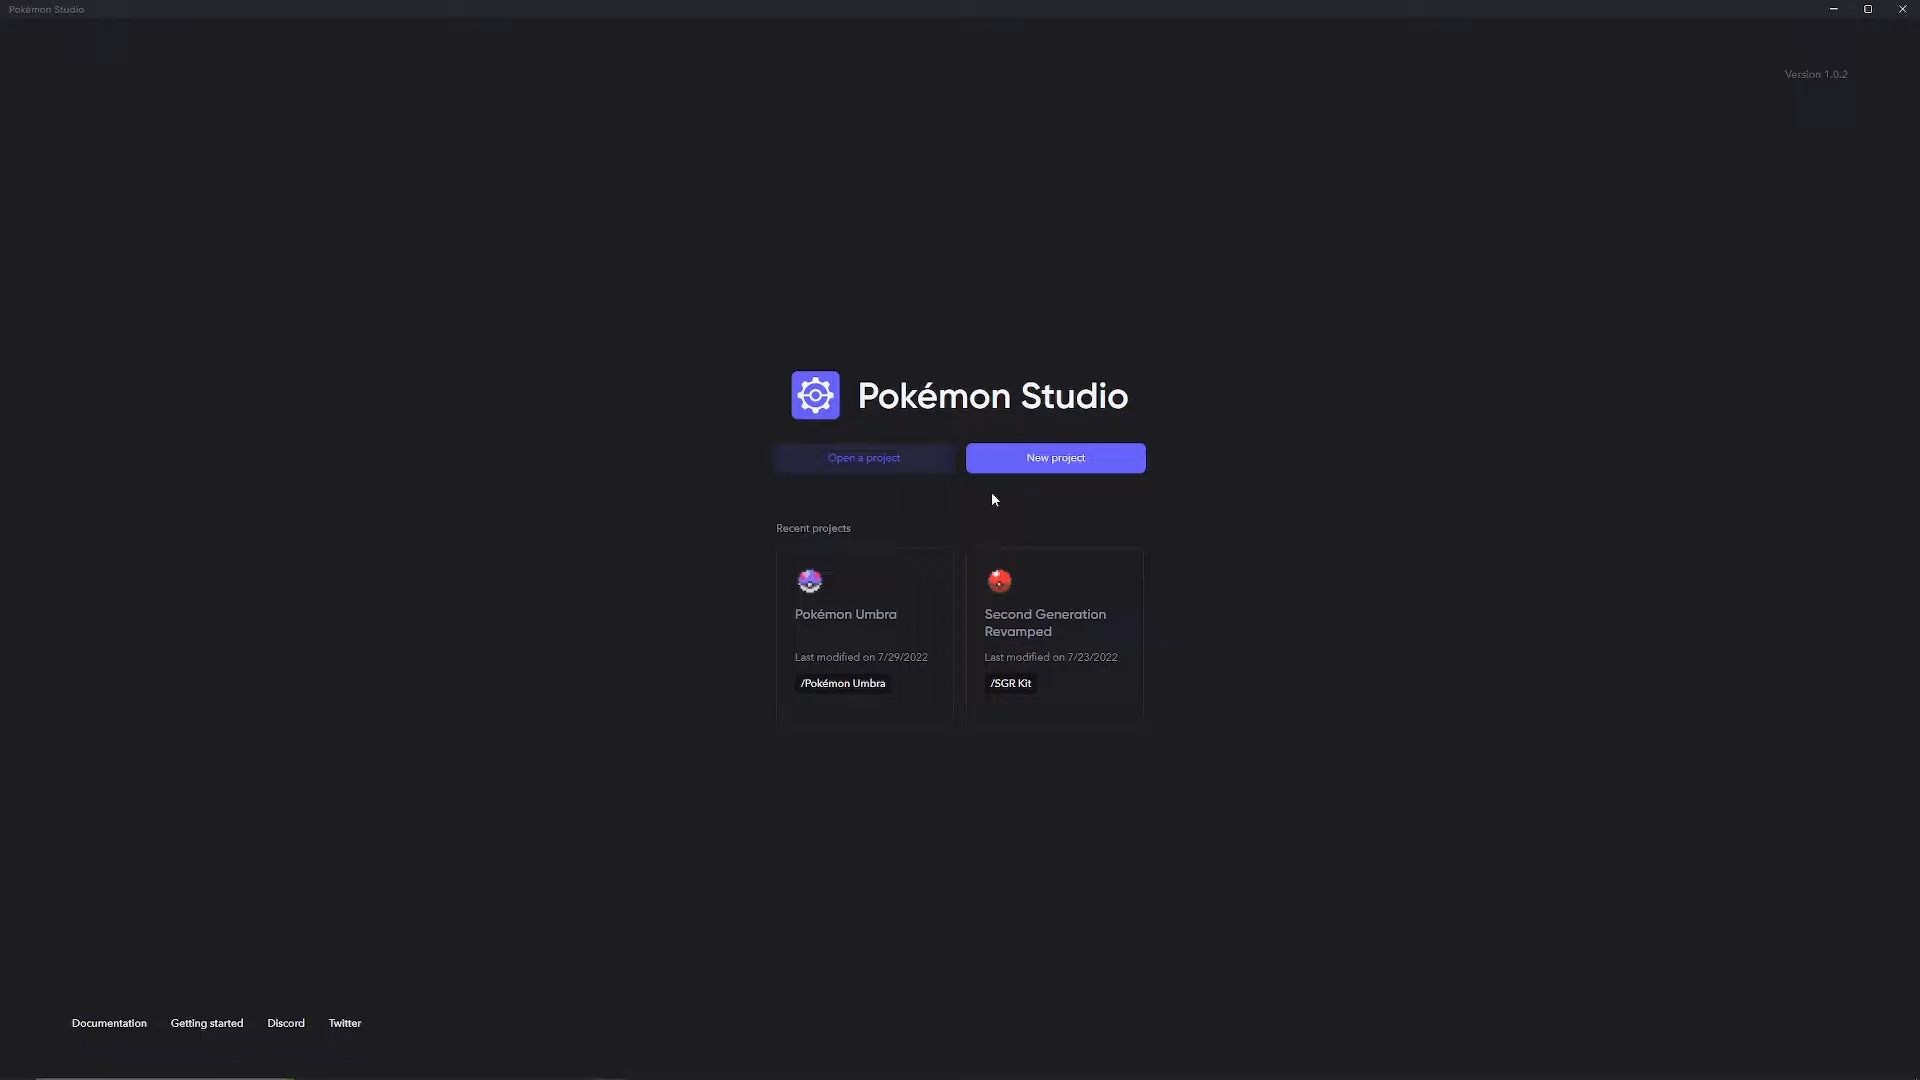 Pokémon Studio
Version 1.0.2
Pokémon Studio
Open a project
New project
Recent projects
Pokémon Umbra
Last modified on 7/29/2022
/Pokémon Umbra
Second Generation
Revamped
Last modified on 7/23/2022
/SGR Kit
Documentation
Getting started
Discord
Twitter